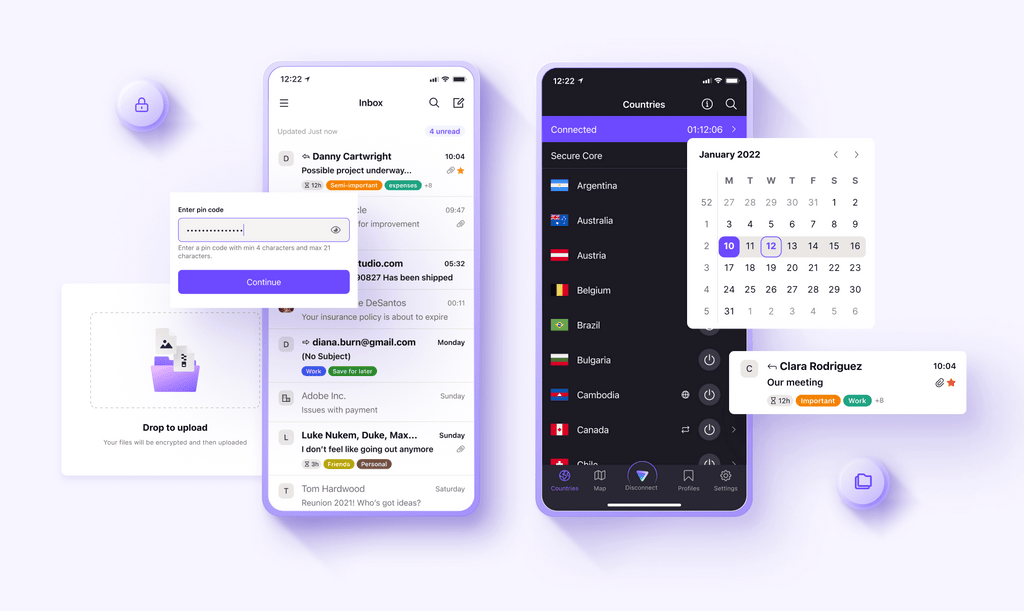 12:22
Inbox
Updated Just now
4 unread
D
Danny Cartwright
10:04
Possible project underway...
12h
Semi-important
expenses
+8
09:47
for improvement
studio.com
05:32
90827 Has been shipped
e DeSantos
00:11
Your insurance policy is about to expire
D
diana.burn@gmail.com
Monday
(No Subject)
Work
Save for later
Adobe Inc.
Sunday
Issues with payment
L
Luke Nukem, Duke, Max...
Sunday
I don't feel like going out anymore
3h
Friends
Personal
T
Tom Hardwood
Saturday
Reunion 2021! Who's got ideas?
Enter pin code
Enter a pin code with min 4 characters and max 21
characters.
Continue
Drop to upload
Your files will be encrypted and then uploaded
12:22
Countries
Connected
01:12:06
Secure Core
Argentina
Australia
Austria
Belgium
Brazil
Bulgaria
Cambodia
Canada
Chile
Countries
Map
Disconnect
Profiles
Settings
January 2022
M T W T F S S
52 27 28 29 30 31 1 2
1 3 4 5 6 7 8 9
2 10 11 12 13 14 15 16
3 17 18 19 20 21 22 23
4 24 25 26 27 28 29 30
5 31 1 2 3 4 5 6
C
Clara Rodriguez
10:04
Our meeting
12h
Important
Work
+8